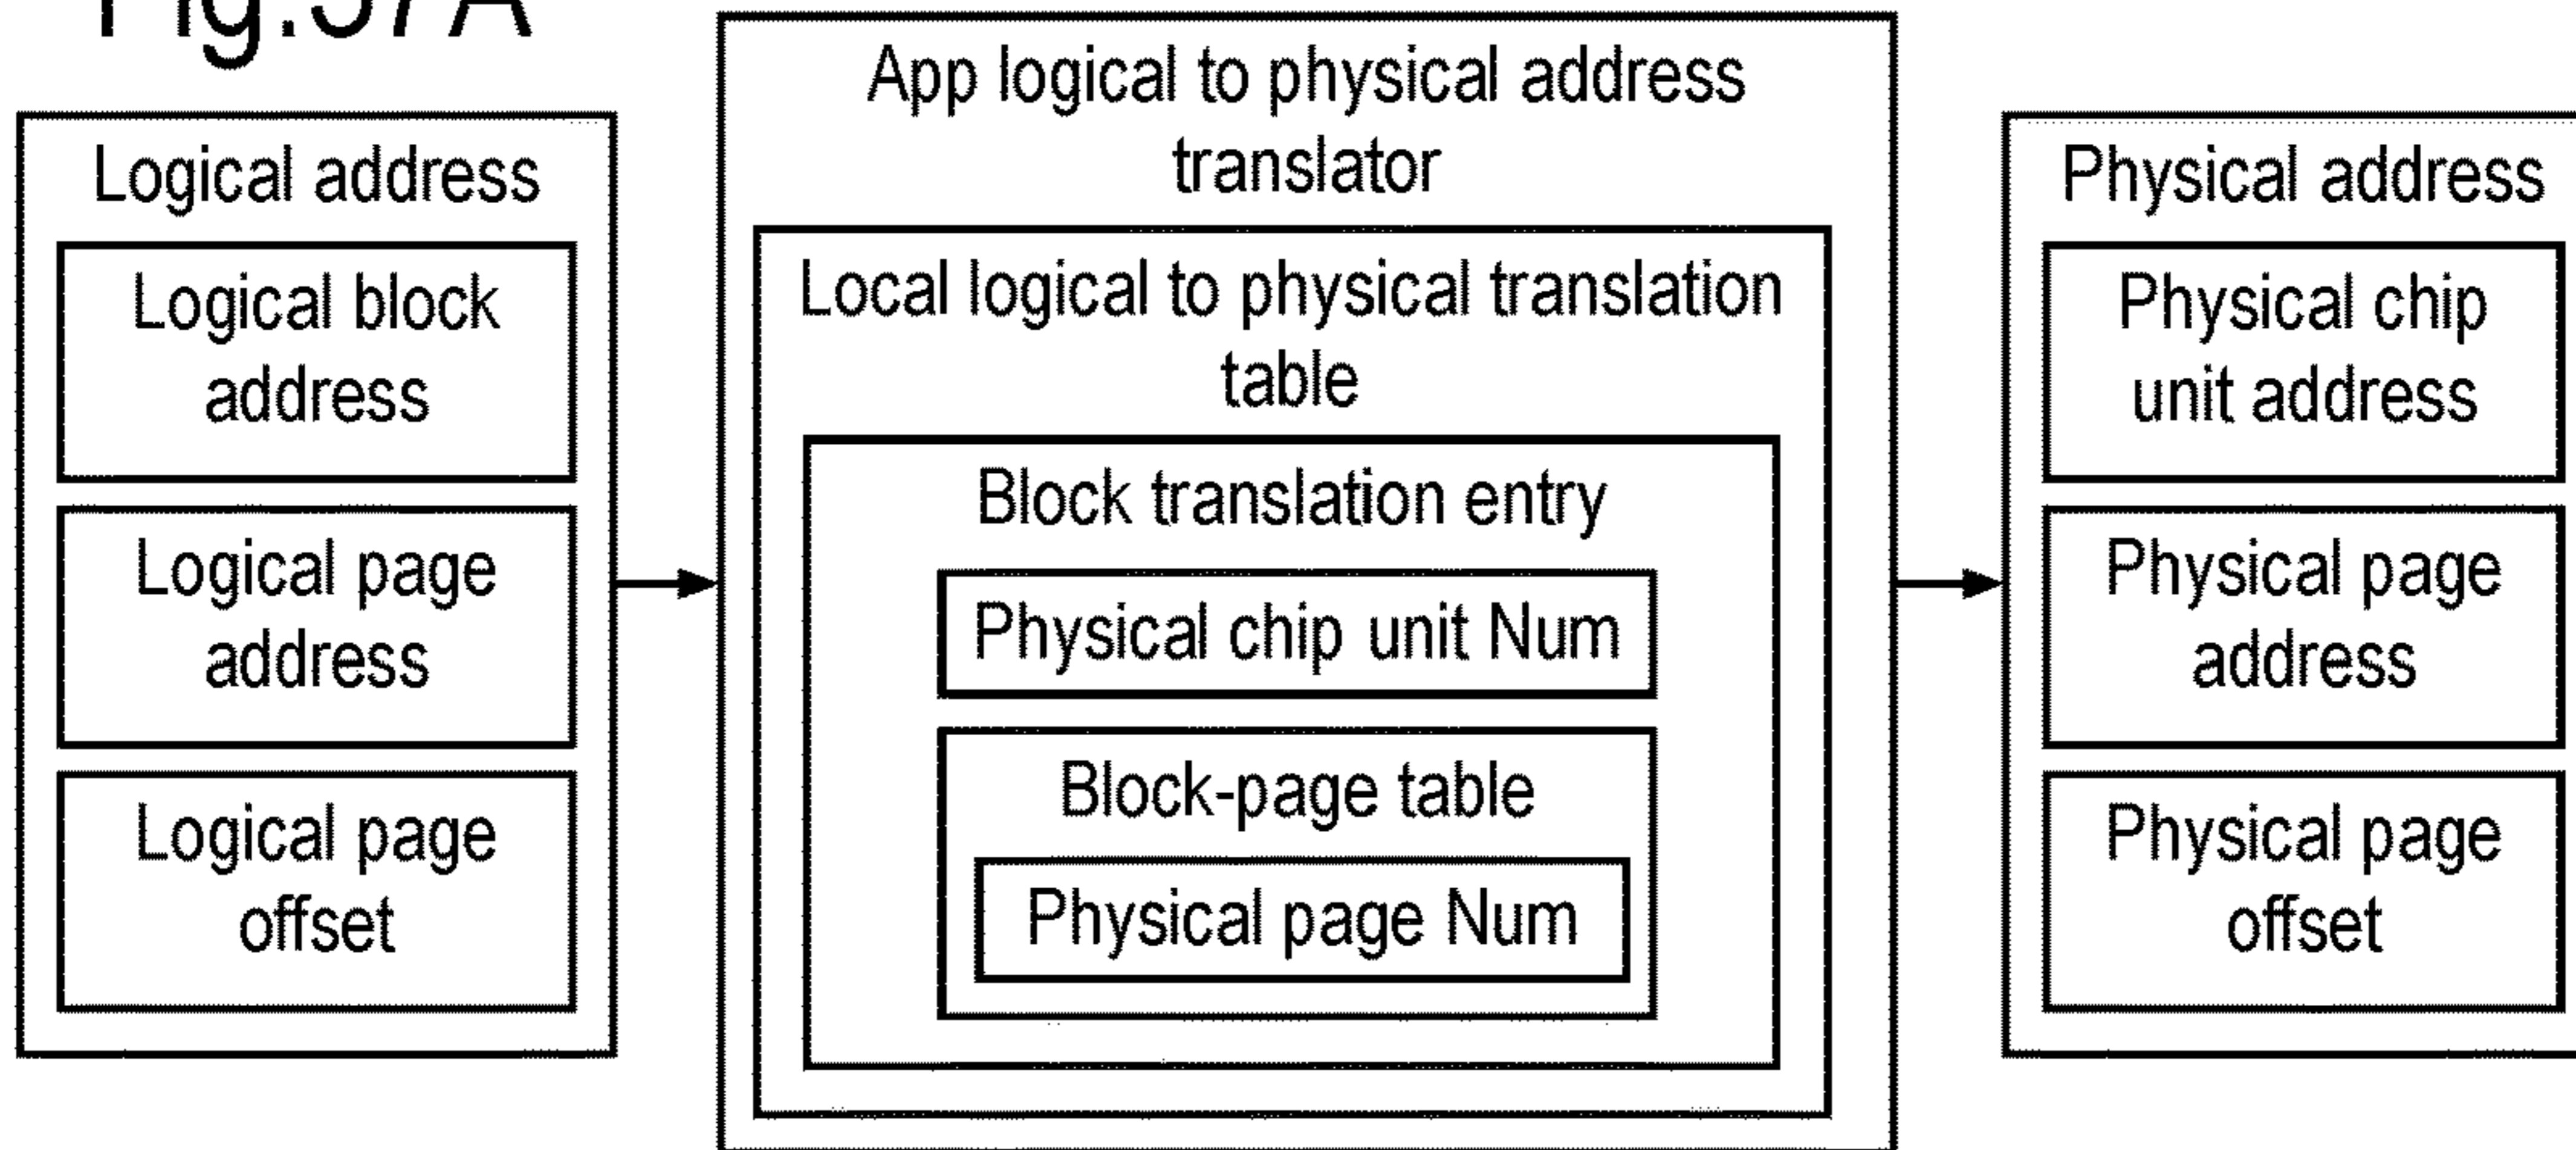 Fig.37A
Logical address
Logical block
address
Logical page
address
Logical page
offset
App logical to physical address
translator
Local logical to physical translation
table
Block translation entry
Physical chip unit Num
Block-page table
Physical page Num
Physical address
Physical chip
unit address
Physical page
address
Physical page
offset